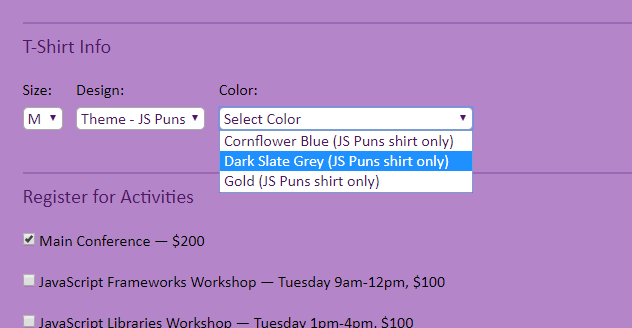 T-Shirt Info
Size: Design: Color:
M Theme - JS Puns Select Color
Cornflower Blue (JS Puns shirt only)
Dark Slate Grey (JS Puns shirt only)
Gold (JS Puns shirt only)
Register for Activities
Main Conference — $200
JavaScript Frameworks Workshop — Tuesday 9am-12pm, $100
JavaScript Libraries Workshop — Tuesday 1pm-4pm, $100